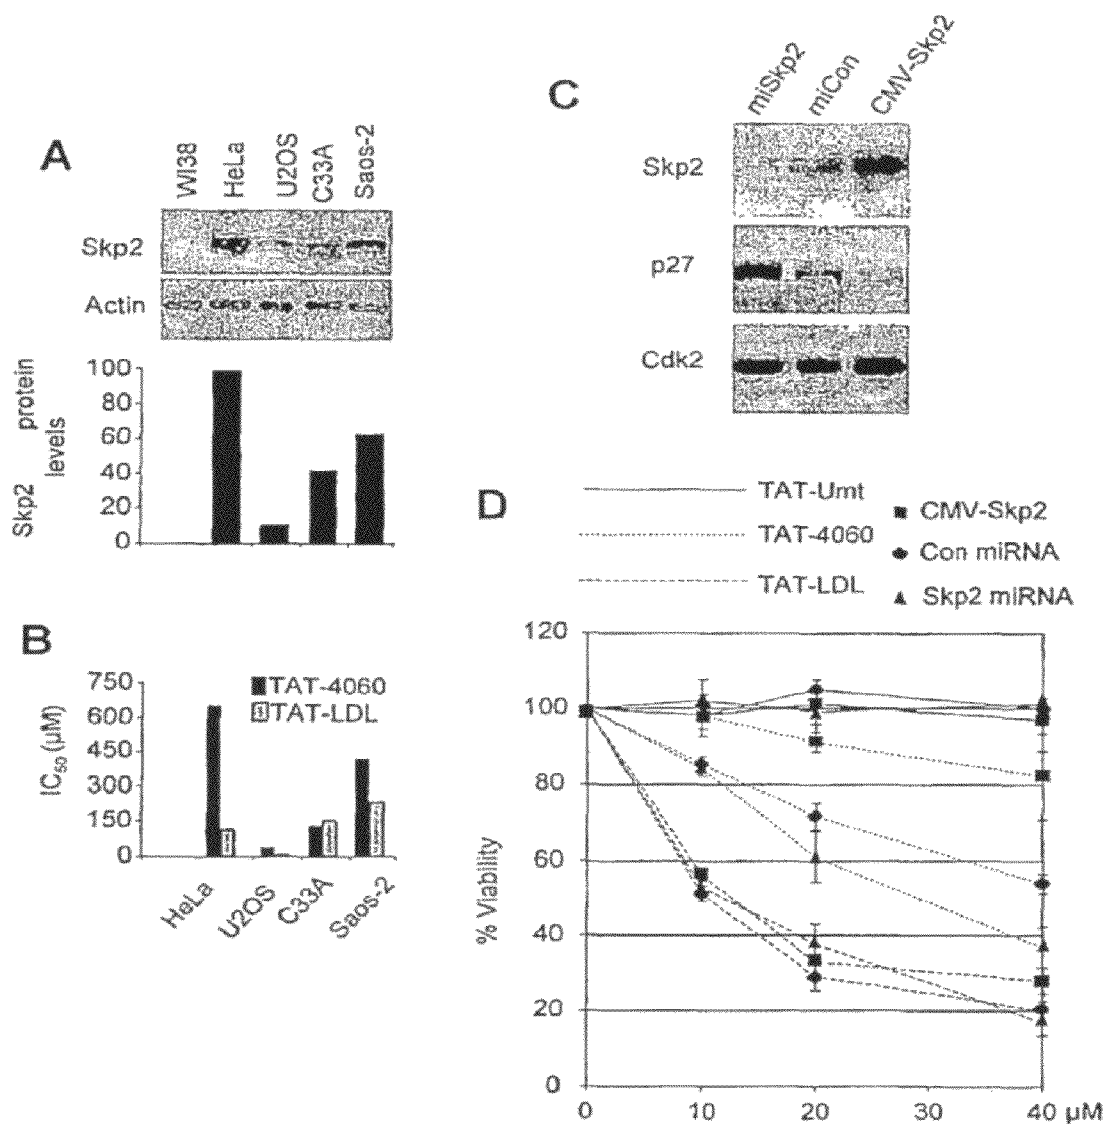 A
WI38
HeLa
U2OS
C33A
Saos-2
Skp2
Actin
Skp2 protein levels
100
80
60
40
20
0
B
750
600
450
300
150
0
IC50 (µM)
TAT-4060
TAT-LDL
HeLa
U2OS
C33A
Saos-2
C
miSkp2
miCon
CMV-Skp2
Skp2
p27
Cdk2
D
TAT-Umt
TAT-4060
TAT-LDL
CMV-Skp2
Con miRNA
Skp2 miRNA
% Viability
120
100
80
60
40
20
0
0 10 20 30 40 µM